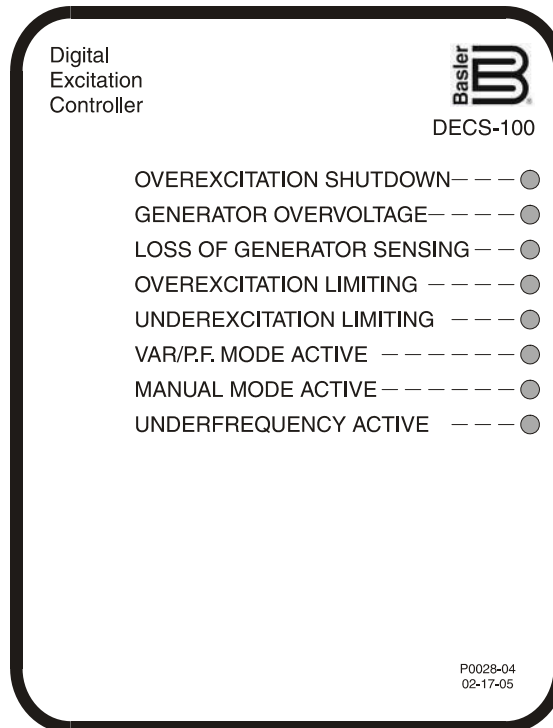 Digital
Excitation
Controller
Basler
DECS-100
OVEREXCITATION SHUTDOWN
GENERATOR OVERVOLTAGE
LOSS OF GENERATOR SENSING
OVEREXCITATION LIMITING
UNDEREXCITATION LIMITING
VAR/P.F. MODE ACTIVE
MANUAL MODE ACTIVE
UNDERFREQUENCY ACTIVE
P0028-04
02-17-05